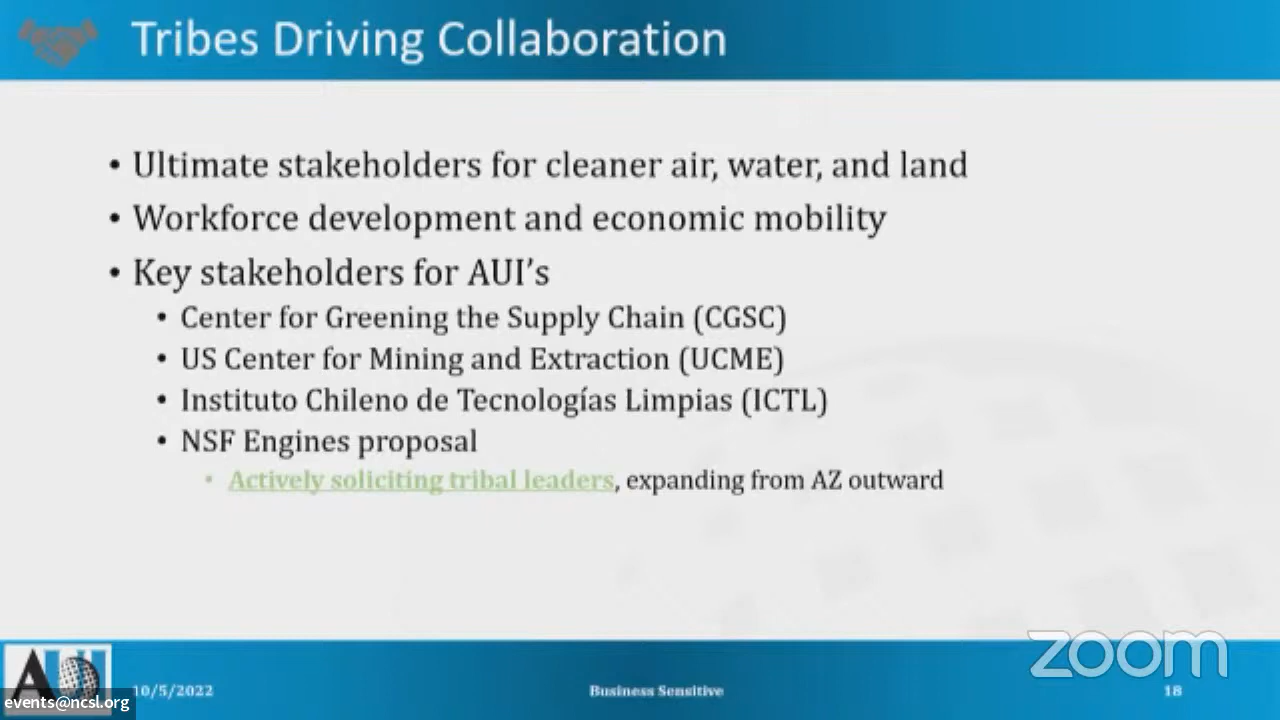 Tribes Driving Collaboration
• Ultimate stakeholders for cleaner air, water, and land
• Workforce development and economic mobility
• Key stakeholders for AUI’s
• Center for Greening the Supply Chain (CGSC)
• US Center for Mining and Extraction (UCME)
• Instituto Chileno de Tecnologías Limpias (ICTL)
• NSF Engines proposal
• Actively soliciting tribal leaders, expanding from AZ outward
zoom
AUI
10/5/2022
Business Sensitive
18
events@ncsl.org